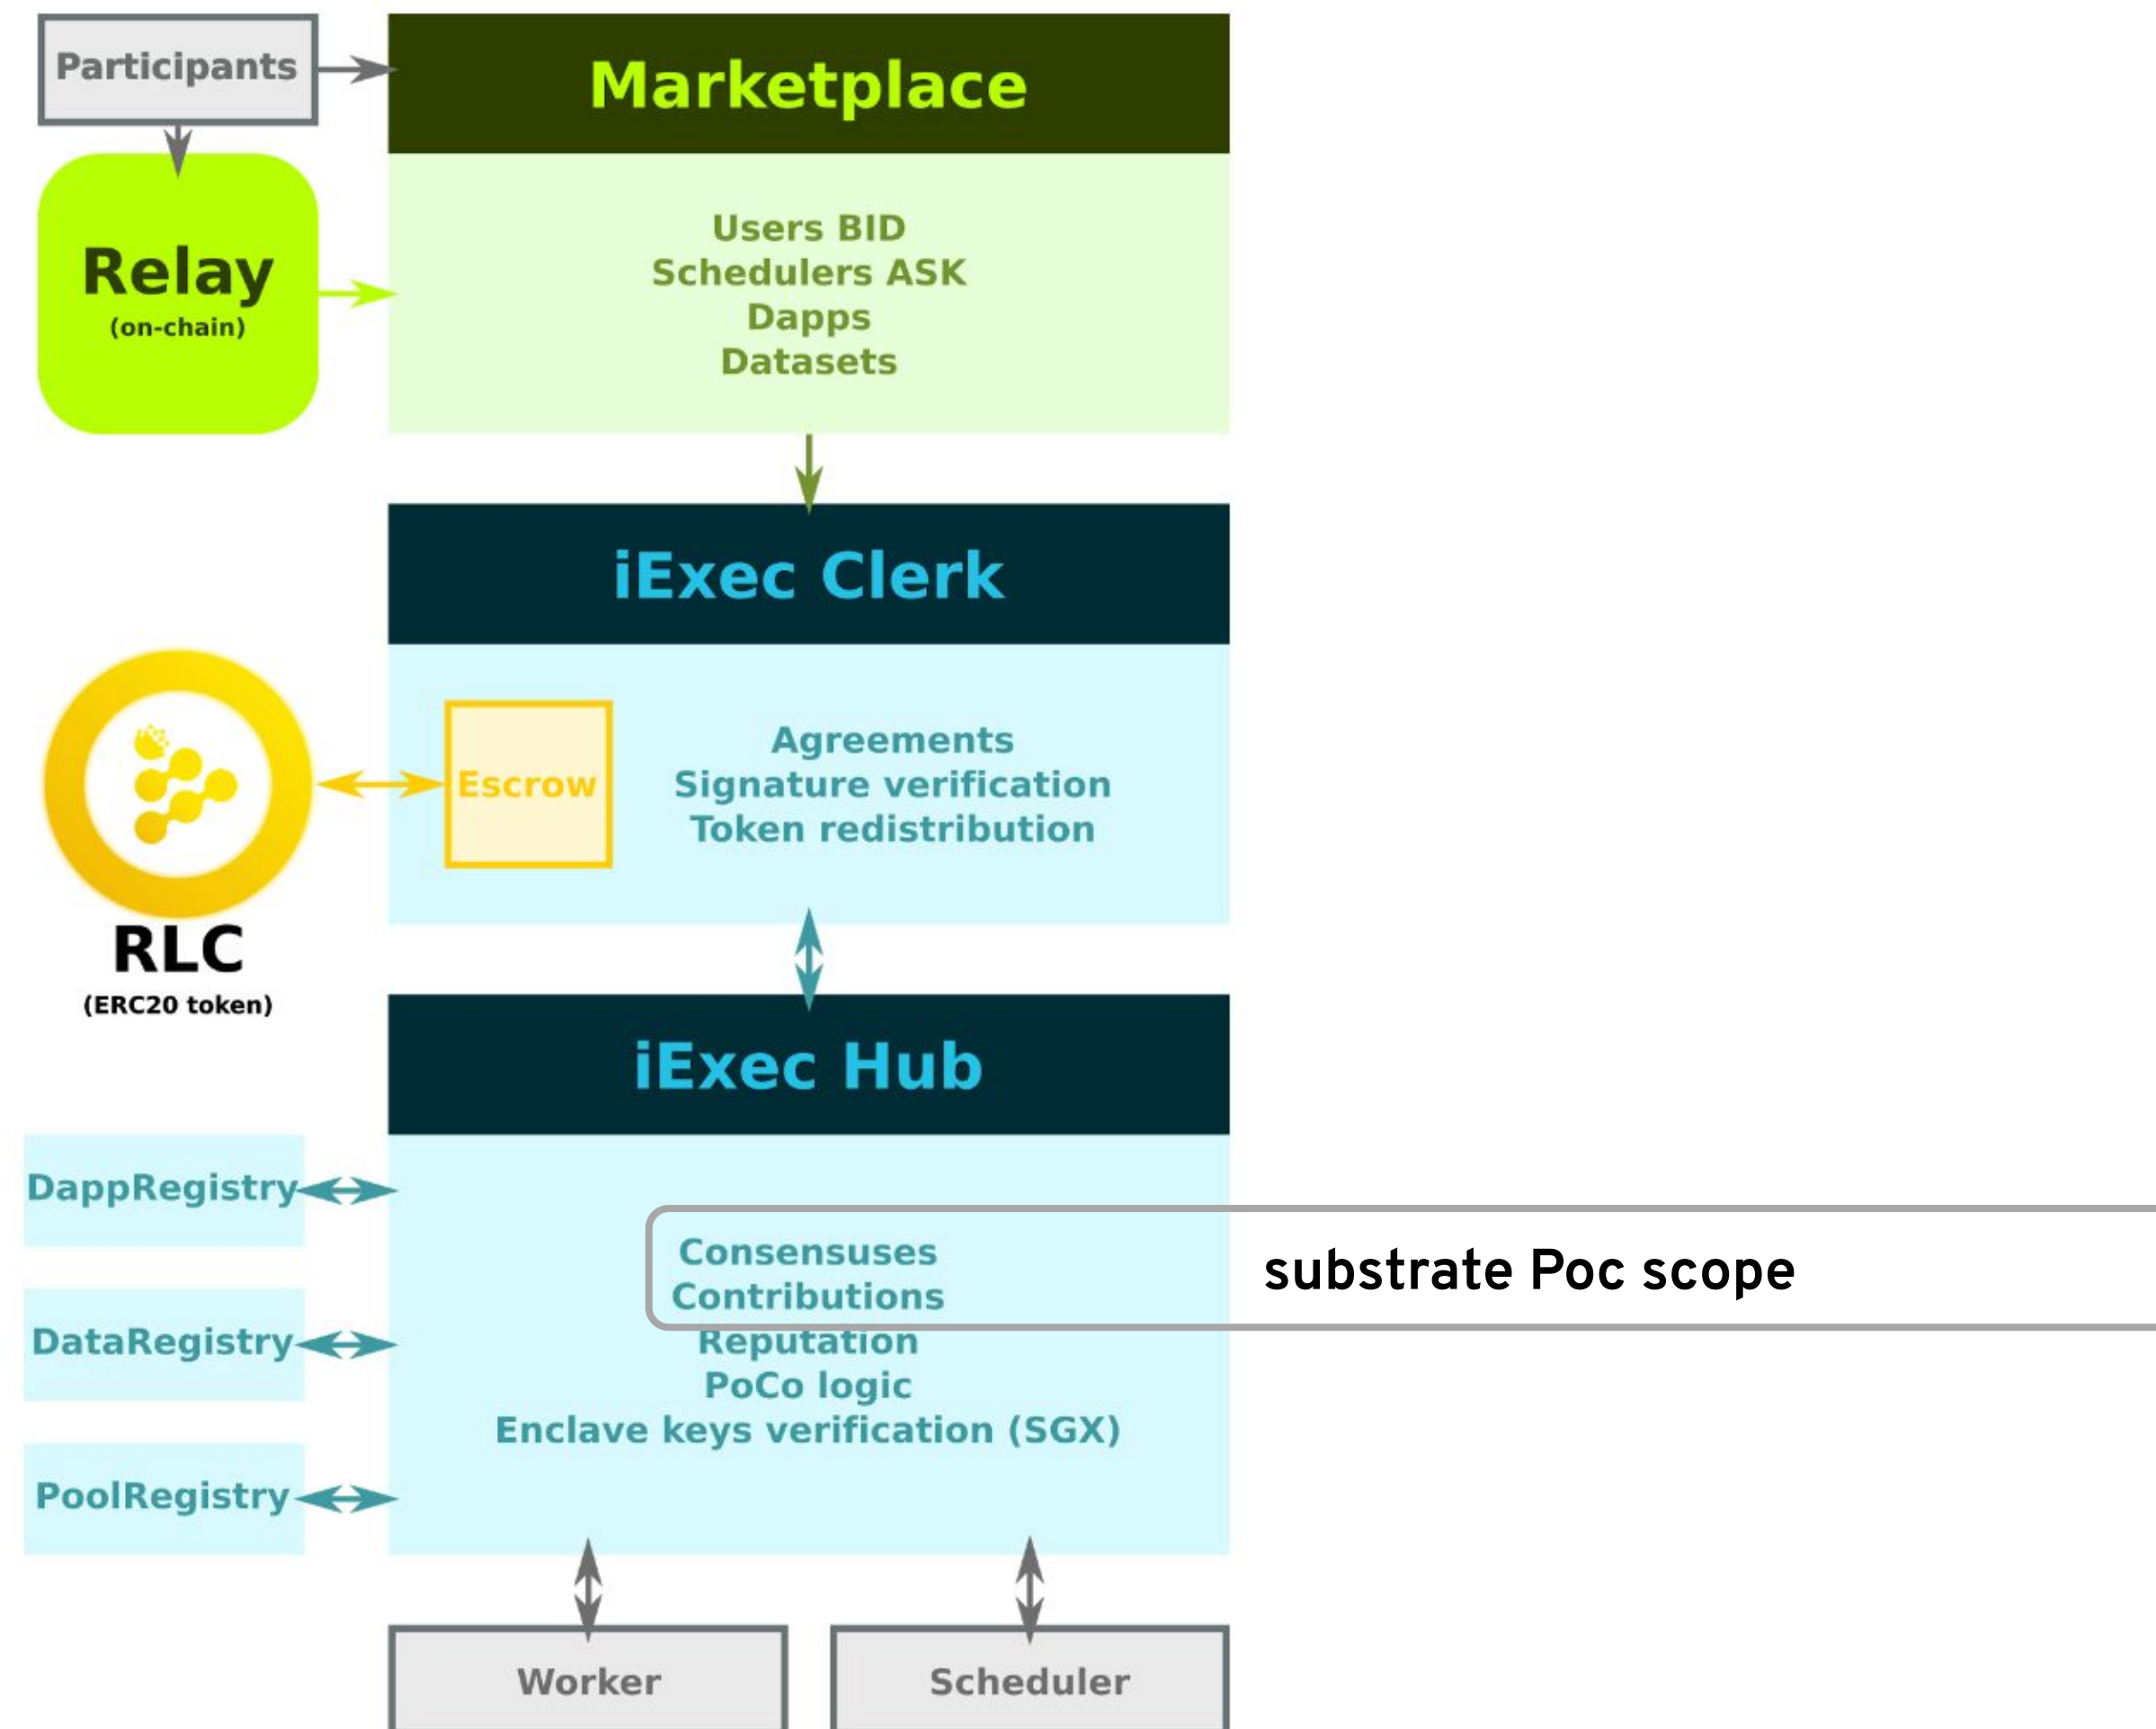 Participants
Marketplace
Relay
(on-chain)
Users BID
Schedulers ASK
Dapps
Datasets
iExec Clerk
Escrow
Agreements
Signature verification
Token redistribution
RLC
(ERC20 token)
iExec Hub
DappRegistry
DataRegistry
PoolRegistry
Consensuses
Contributions
Reputation
PoCo logic
Enclave keys verification (SGX)
substrate Poc scope
Worker
Scheduler